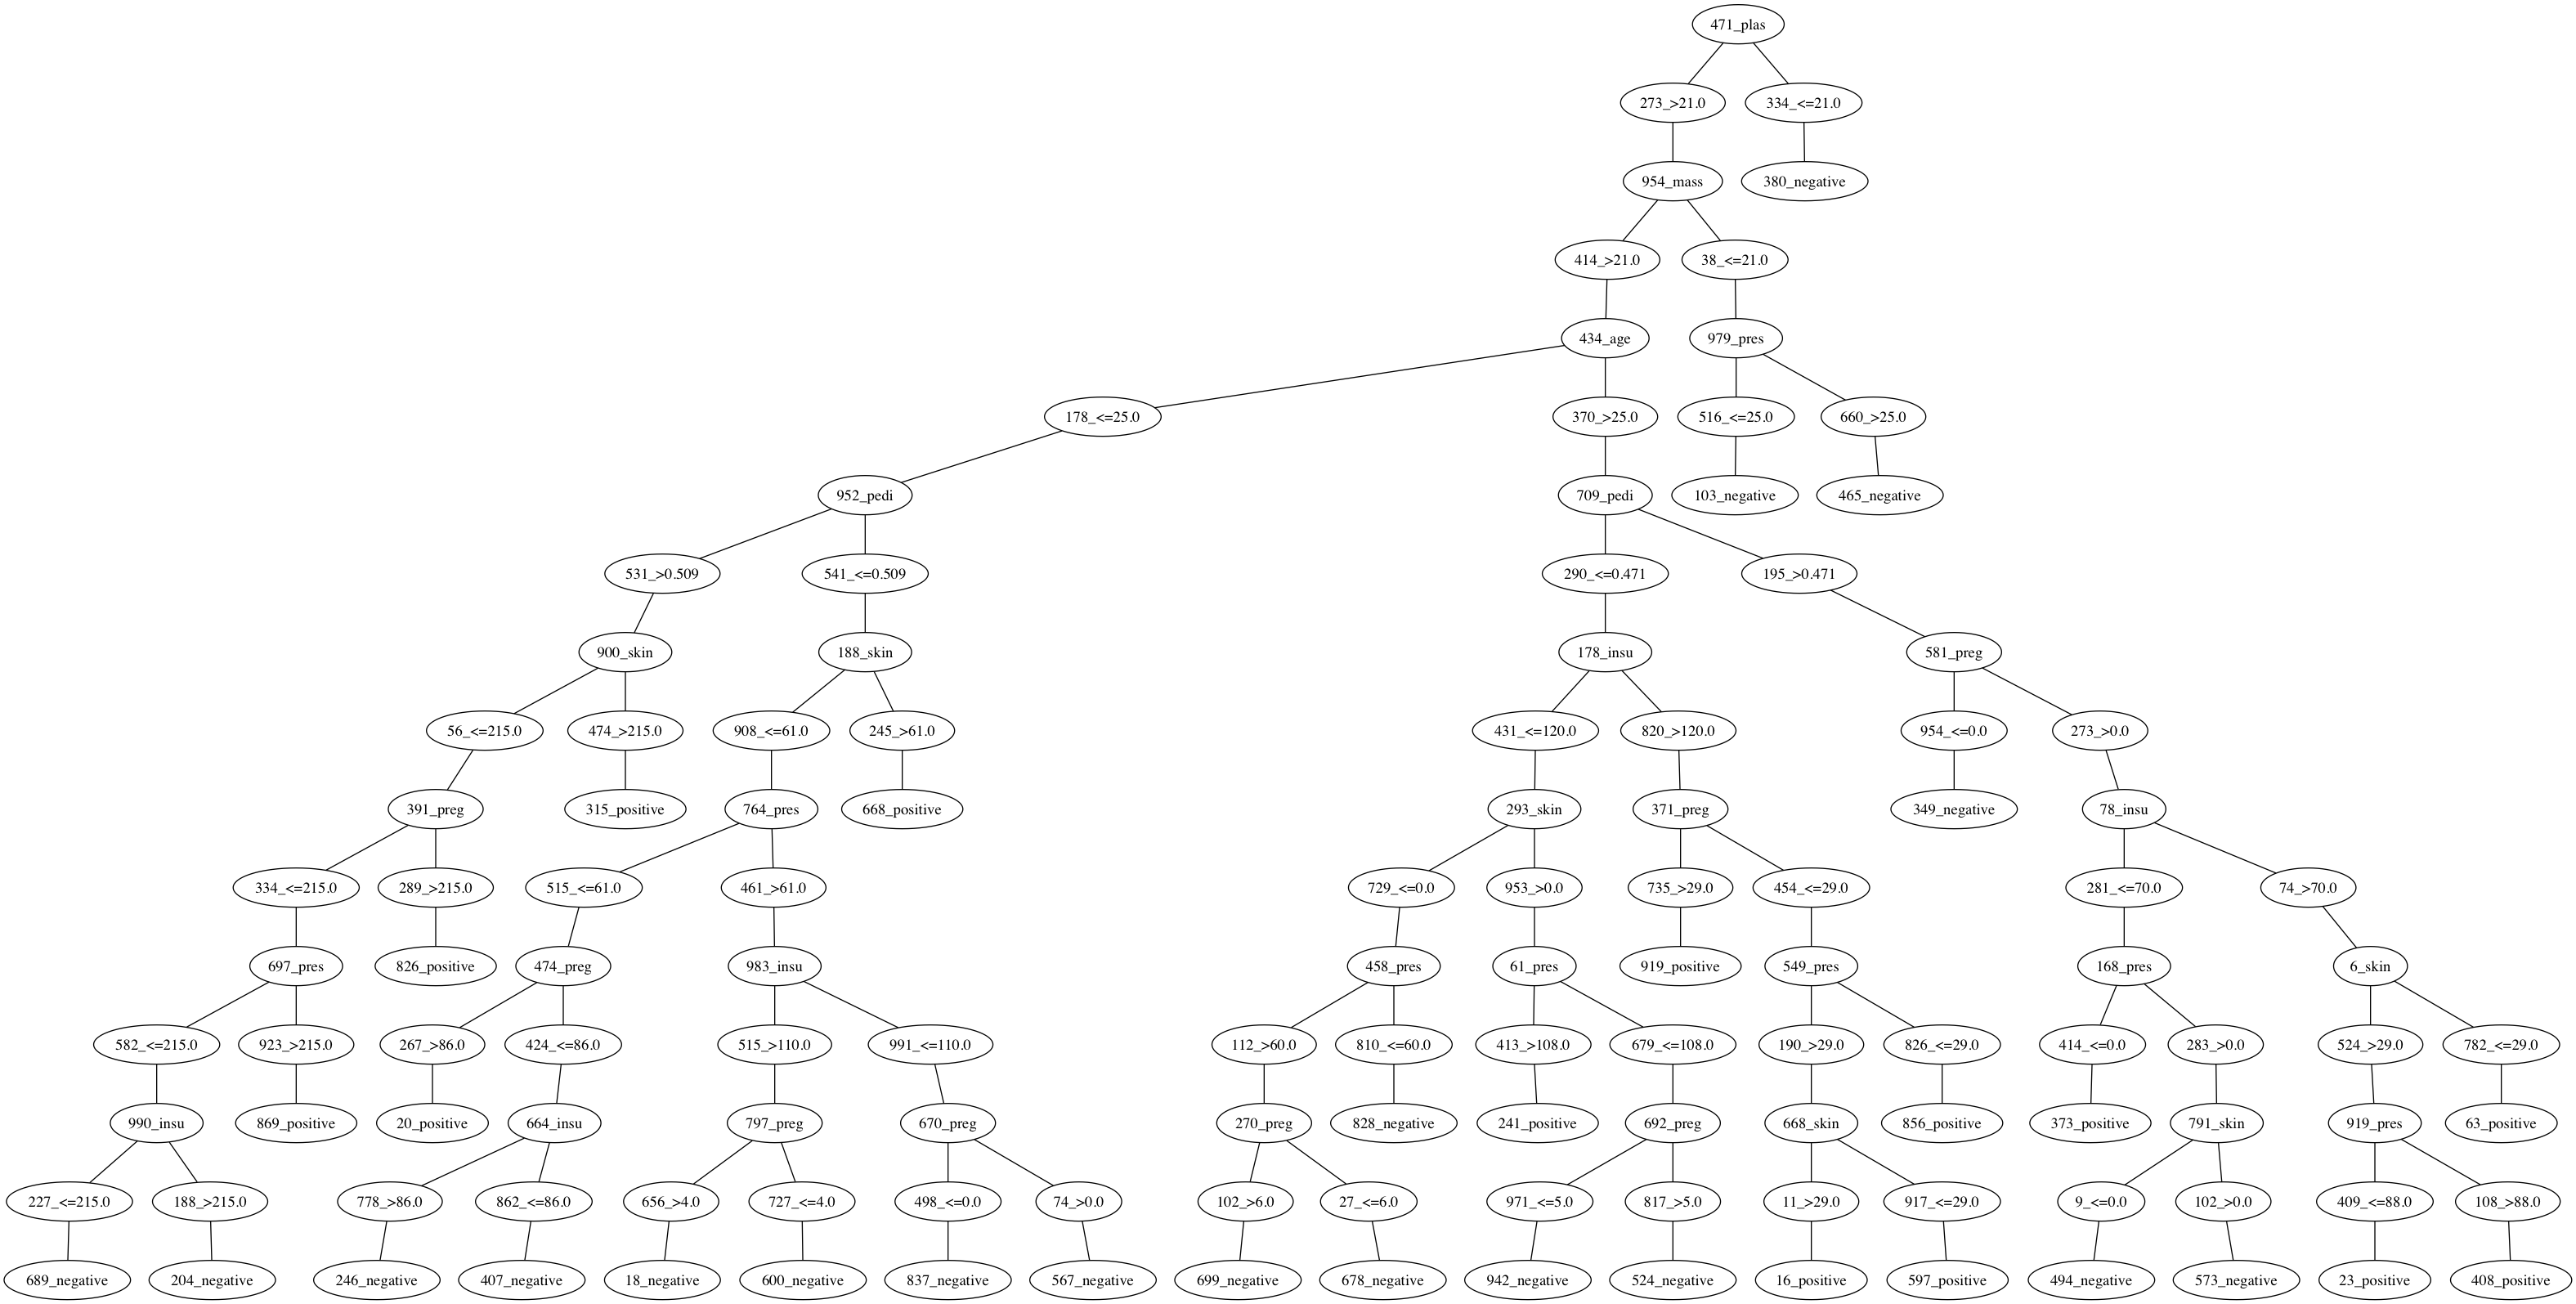 471_plas
273_>21.0 334_<=21.0
954_mass 380_negative
414_>21.0 38_<=21.0
434_age 979_pres
178_<=25.0 370_>25.0 516_<=25.0 660_>25.0
952_pedi 709_pedi 103_negative 465_negative
531_>0.509 541_<=0.509 290_<=0.471 195_>0.471
900_skin 188_skin 178_insu 581_preg
56_<=215.0 474_>215.0 908_<=61.0 245_>61.0 431_<=120.0 820_>120.0 954_<=0.0 273_>0.0
391_preg 315_positive 764_pres 668_positive 293_skin 371_preg 349_negative 78_insu
334_<=215.0 289_>215.0 515_<=61.0 461_>61.0 729_<=0.0 953_>0.0 735_>29.0 454_<=29.0 281_<=70.0 74_>70.0
697_pres 826_positive 474_preg 983_insu 458_pres 61_pres 919_positive 549_pres 168_pres 6_skin
582_<=215.0 923_>215.0 267_>86.0 424_<=86.0 515_>110.0 991_<=110.0 112_>60.0 810_<=60.0 413_>108.0 679_<=108.0 190_>29.0 826_<=29.0 414_<=0.0 283_>0.0 524_>29.0 782_<=29.0
990_insu 869_positive 20_positive 664_insu 797_preg 670_preg 270_preg 828_negative 241_positive 692_preg 668_skin 856_positive 373_positive 791_skin 919_pres 63_positive
227_<=215.0 188_>215.0 778_>86.0 862_<=86.0 656_>4.0 727_<=4.0 498_<=0.0 74_>0.0 102_>6.0 27_<=6.0 971_<=5.0 817_>5.0 11_>29.0 917_<=29.0 9_<=0.0 102_>0.0 409_<=88.0 108_>88.0
689_negative 204_negative 246_negative 407_negative 18_negative 600_negative 837_negative 567_negative 699_negative 678_negative 942_negative 524_negative 16_positive 597_positive 494_negative 573_negative 23_positive 408_positive